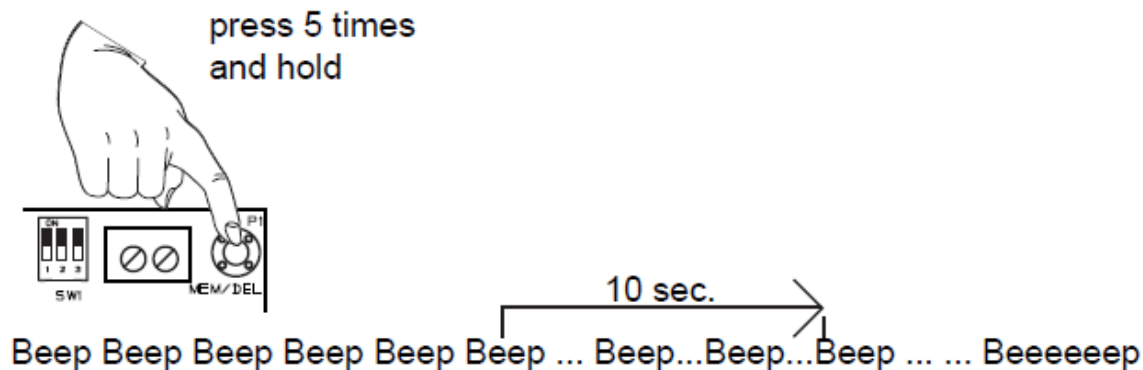 press 5 times
and hold
ON
P1
1 2 3
SW1
MEM/DEL
10 sec.
Beep Beep Beep Beep Beep Beep ... Beep...Beep...Beep ... ... Beeeeeep